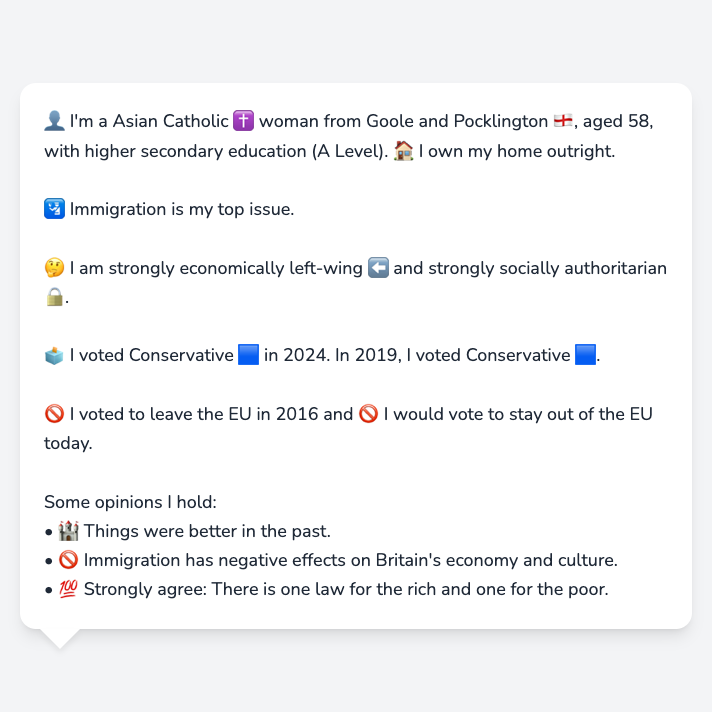 👤 I'm a Asian Catholic ✝️ woman from Goole and Pocklington 🏴󠁧󠁢󠁥󠁮󠁧󠁿, aged 58,
with higher secondary education (A Level). 🏠 I own my home outright.
🛂 Immigration is my top issue.
🤔 I am strongly economically left-wing ⬅️ and strongly socially authoritarian
🔒.
🗳️ I voted Conservative 🟦 in 2024. In 2019, I voted Conservative 🟦.
🚫 I voted to leave the EU in 2016 and 🚫 I would vote to stay out of the EU
today.
Some opinions I hold:
• 🏰 Things were better in the past.
• 🚫 Immigration has negative effects on Britain's economy and culture.
• 💯 Strongly agree: There is one law for the rich and one for the poor.